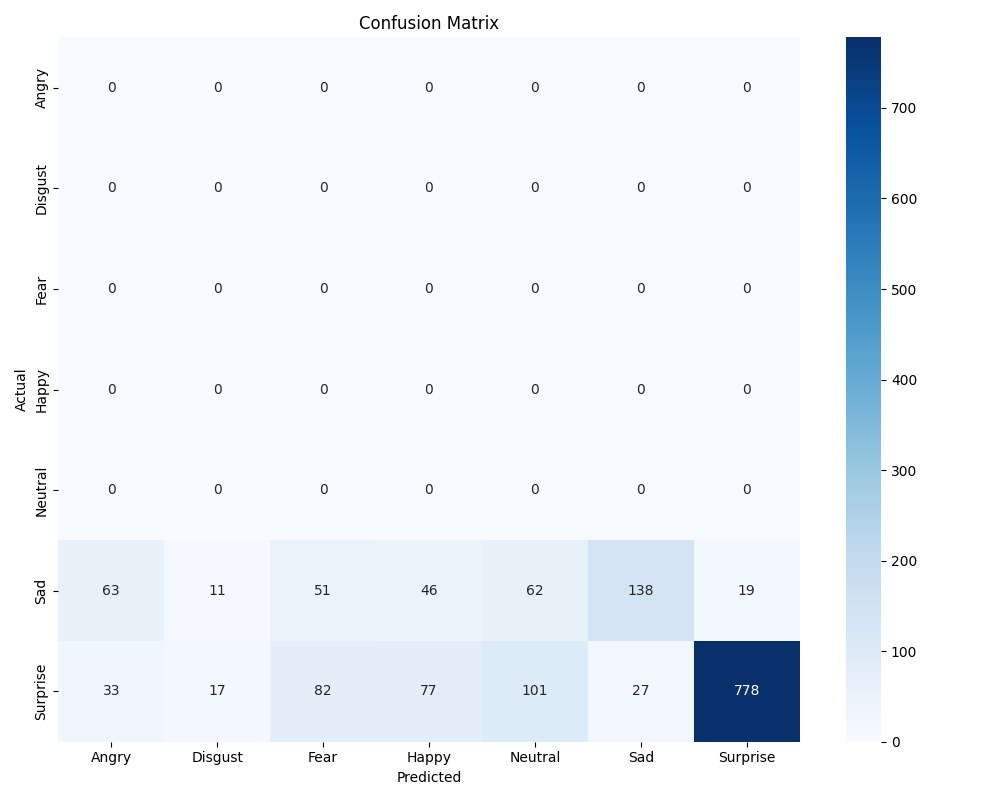 Confusion Matrix
Actual
Angry 0 0 0 0 0 0 0
Disgust 0 0 0 0 0 0 0
Fear 0 0 0 0 0 0 0
Happy 0 0 0 0 0 0 0
Neutral 0 0 0 0 0 0 0
Sad 63 11 51 46 62 138 19
Surprise 33 17 82 77 101 27 778
Angry Disgust Fear Happy Neutral Sad Surprise
Predicted
700
600
500
400
300
200
100
0